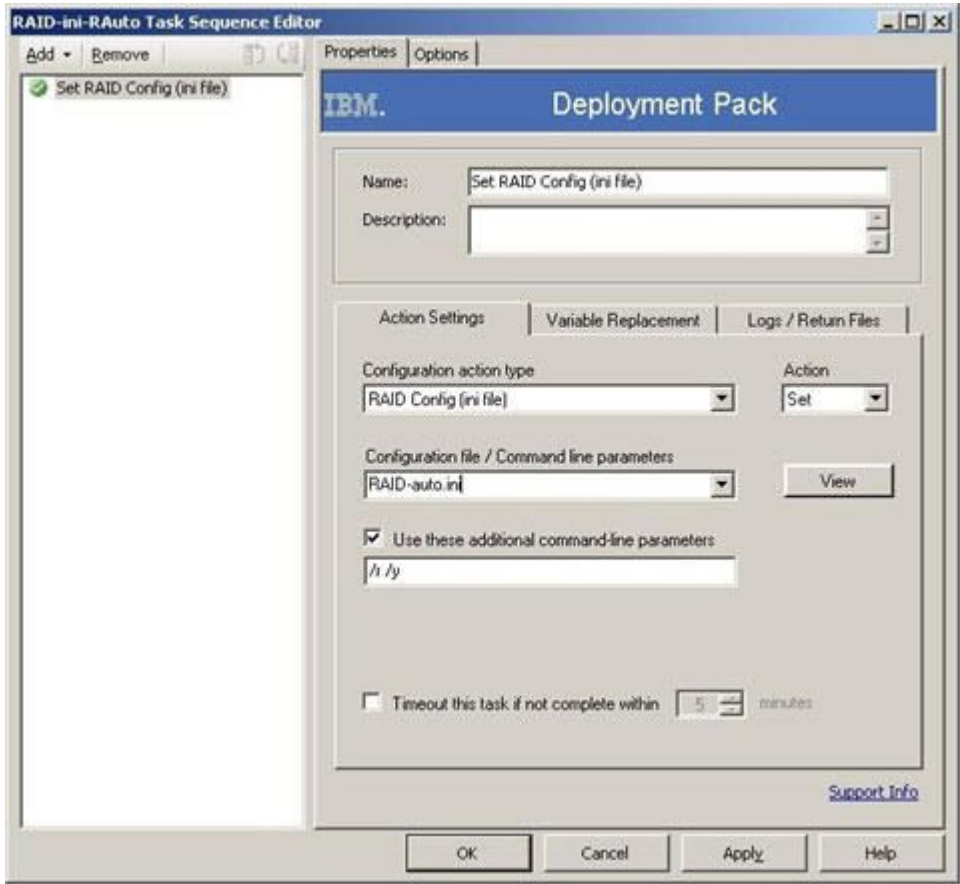 RAID-ini-RAuto Task Sequence Editor
Add Remove
Properties Options
Set RAID Config (ini file)
IBM. Deployment Pack
Name: Set RAID Config (ini file)
Description:
Action Settings Variable Replacement Logs / Return Files
Configuration action type Action
RAID Config (ini file) Set
Configuration file / Command line parameters
RAID-auto.ini View
Use these additional command-line parameters
/r /y
Timeout this task if not complete within 5 minutes
Support Info
OK Cancel Apply Help